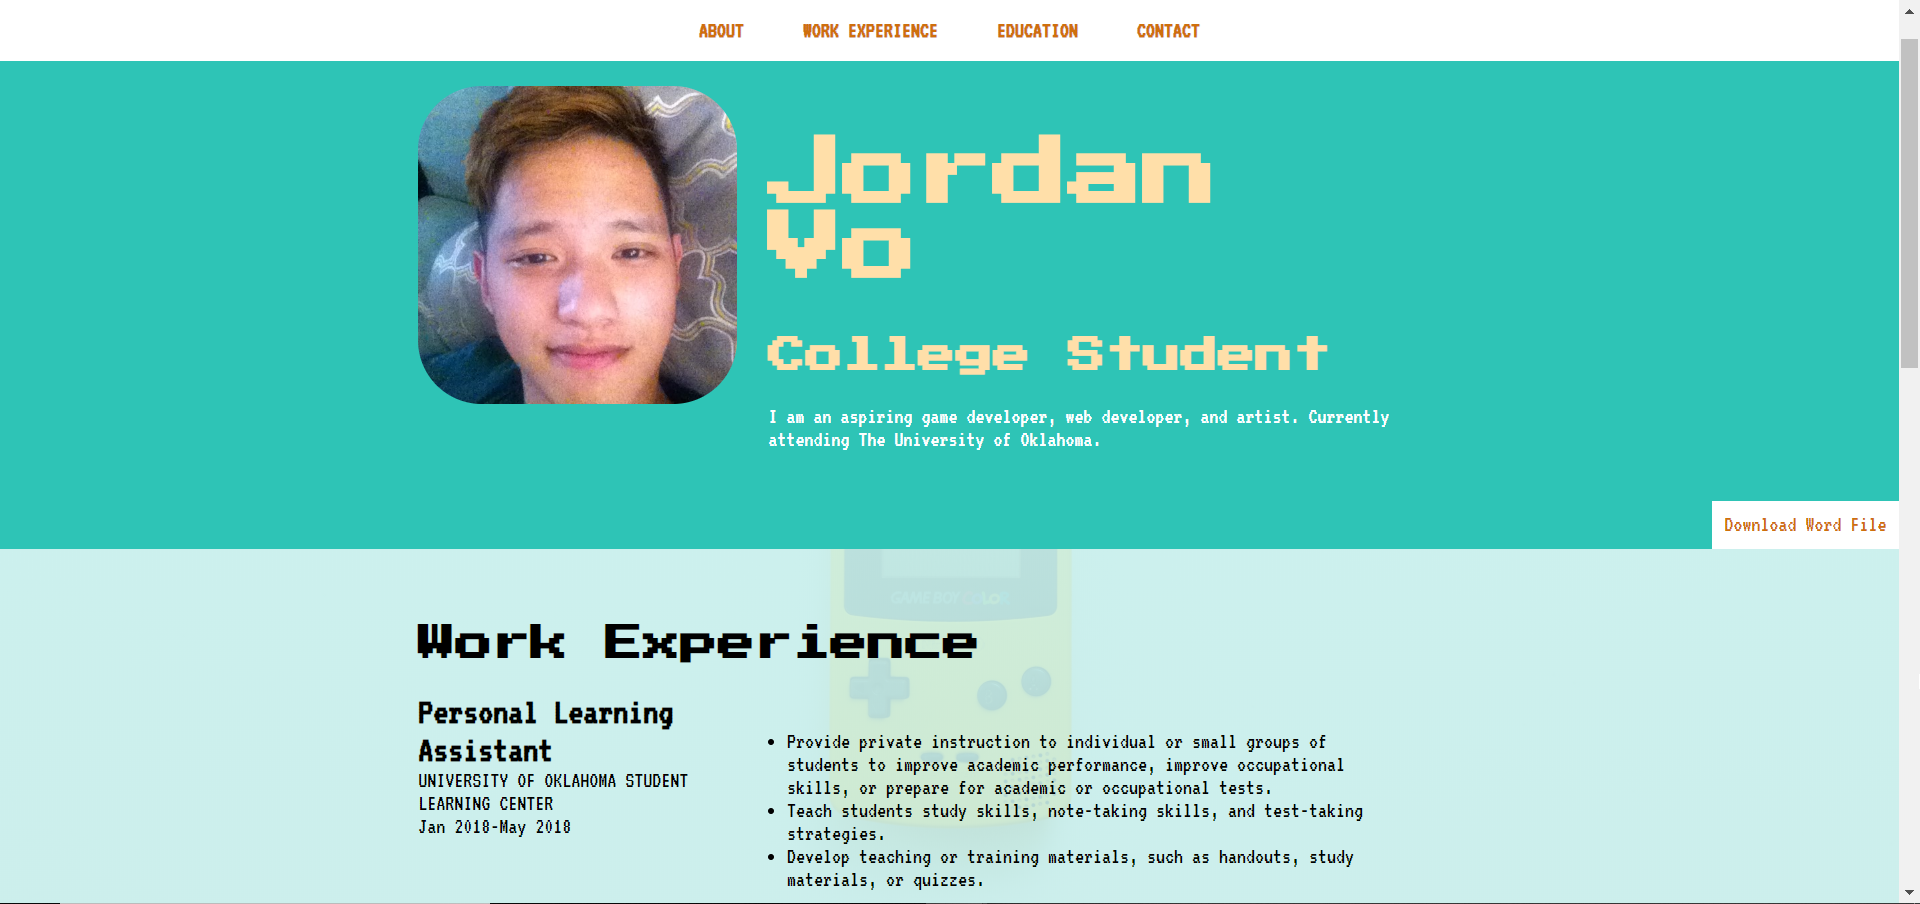 ABOUT WORK EXPERIENCE EDUCATION CONTACT
Jordan
Vo
College Student
I am an aspiring game developer, web developer, and artist. Currently
attending The University of Oklahoma.
Download Word File
GAME BOY COLOR
Work Experience
Personal Learning
Assistant
UNIVERSITY OF OKLAHOMA STUDENT
LEARNING CENTER
Jan 2018-May 2018
• Provide private instruction to individual or small groups of
students to improve academic performance, improve occupational
skills, or prepare for academic or occupational tests.
• Teach students study skills, note-taking skills, and test-taking
strategies.
• Develop teaching or training materials, such as handouts, study
materials, or quizzes.